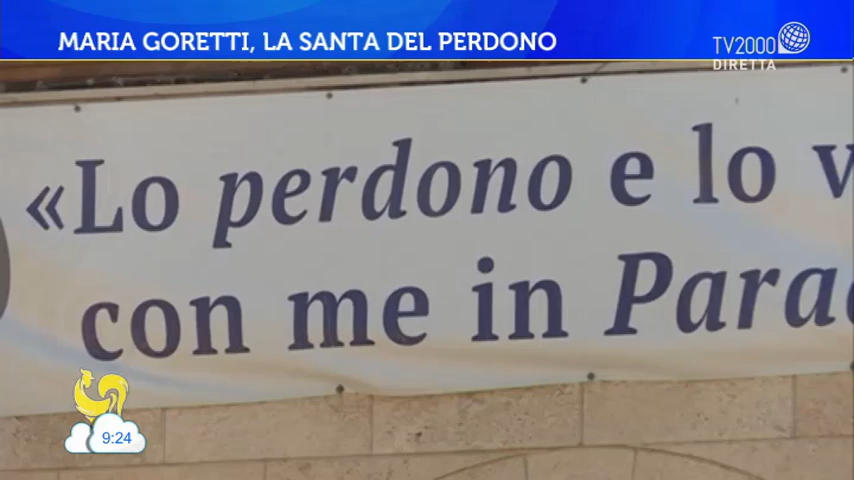 MARIA GORETTI, LA SANTA DEL PERDONO
TV2000
DIRETTA
«Lo perdono e lo
con me in
9:24